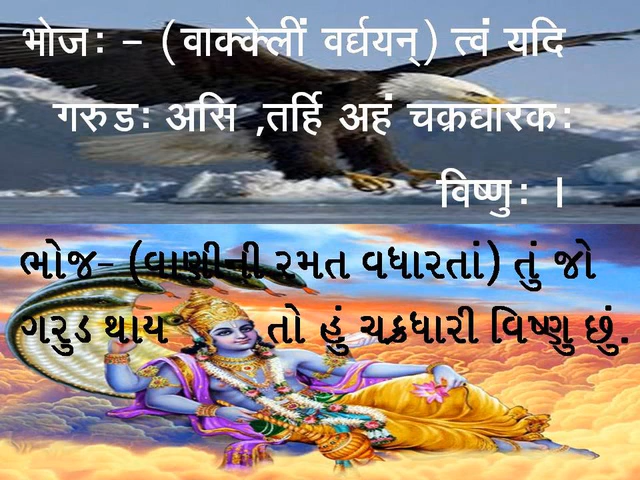 भोजः - (वाक्केलीं वर्धयन्) त्वं यदि
गरुडः असि ,तर्हि अहं चक्रधारकः
विष्णुः ।
ભોજ- (વાણીની રમત વધારતાં) તું જો
ગરુડ થાય તો હું ચક્રધારી વિષ્ણુ છું.